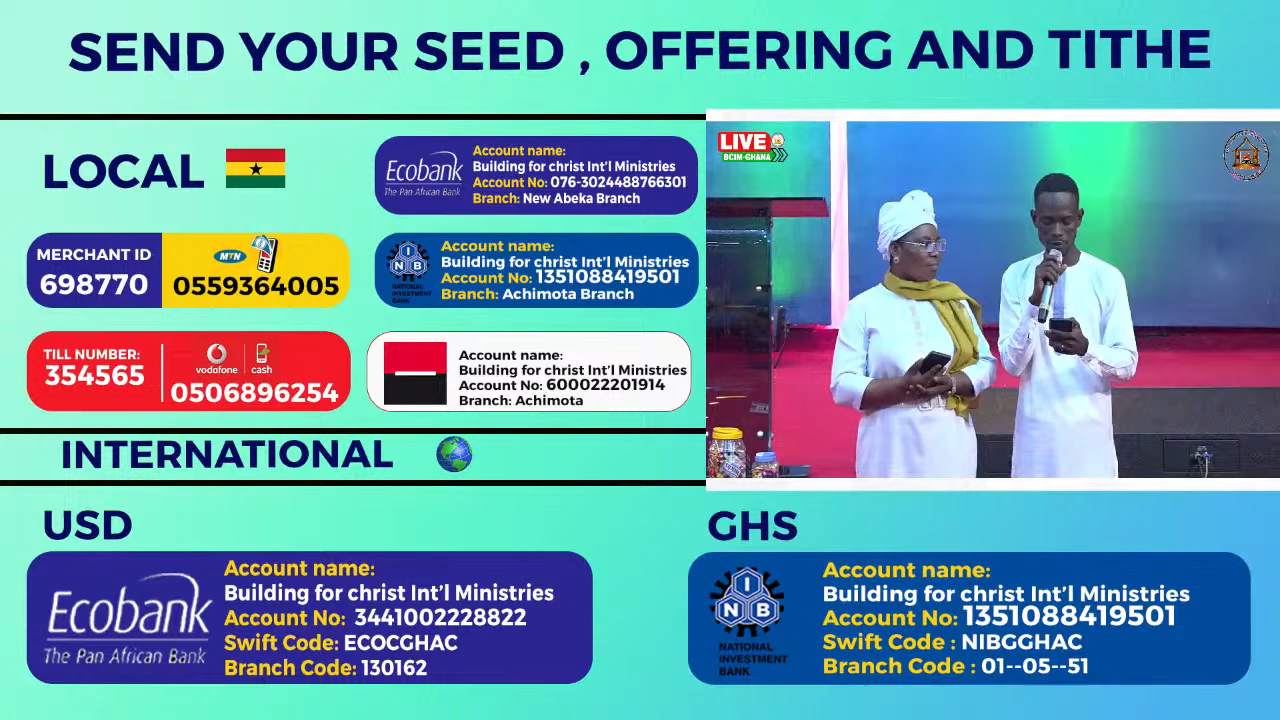 SEND YOUR SEED , OFFERING AND TITHE
LOCAL
Ecobank
The Pan African Bank
Account name:
Building for christ Int'l Ministries
Account No: 076-3024488766301
Branch: New Abeka Branch
MERCHANT ID
698770
MTN
0559364005
NIB
NATIONAL
INVESTMENT
BANK
Account name:
Building for christ Int'l Ministries
Account No: 1351088419501
Branch: Achimota Branch
TILL NUMBER:
354565
vodafone
cash
0506896254
Account name:
Building for christ Int'l Ministries
Account No: 600022201914
Branch: Achimota
LIVE
BCIM-GHANA
INTERNATIONAL
USD
Ecobank
The Pan African Bank
Account name:
Building for christ Int'l Ministries
Account No: 3441002228822
Swift Code: ECOCGHAC
Branch Code: 130162
GHS
NIB
NATIONAL
INVESTMENT
BANK
Account name:
Building for christ Int'l Ministries
Account No: 1351088419501
Swift Code : NIBGGHAC
Branch Code : 01--05--51